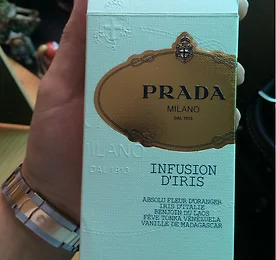 PRADA
MILANO
DAL 1913
MILANO
DAL 1913
INFUSION
D'IRIS
ABSOLU FLEUR D'ORANGER
IRIS D'ITALIE
BENJOIN DU LAOS
FÈVE TONKA VENEZUELA
VANILLE DE MADAGASCAR